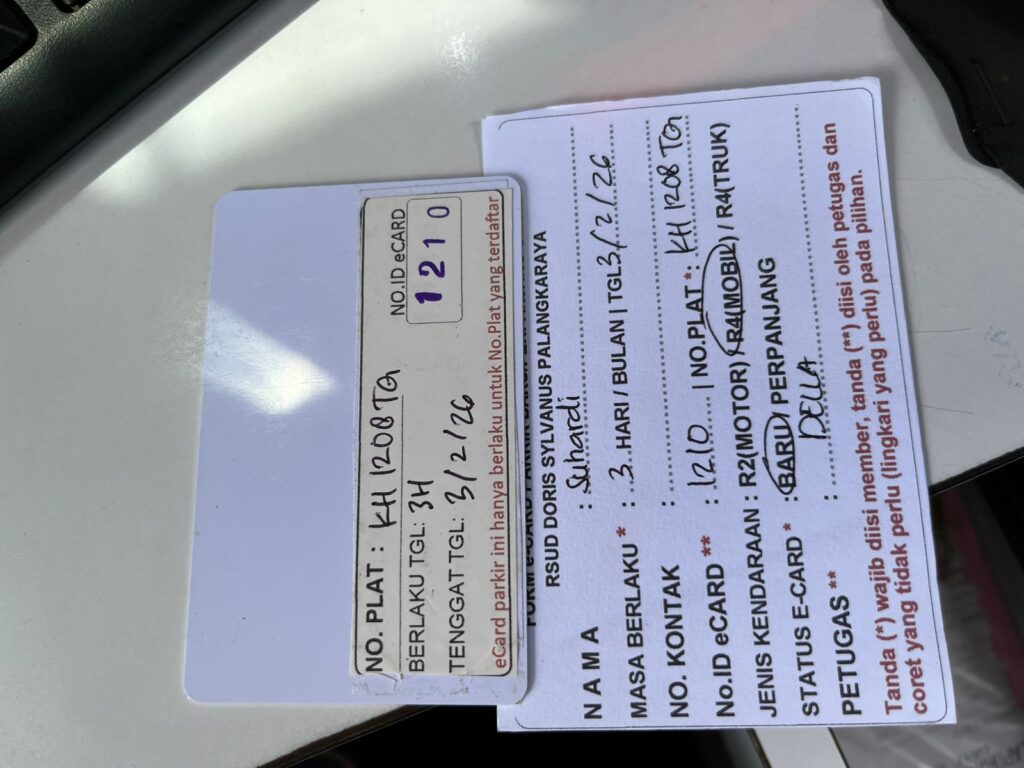 NO. PLAT : KH 1208 TG
BERLAKU TGL: 3H
TENGGAT TGL: 3/2/26
NO.ID eCARD
1210
eCard parkir ini hanya berlaku untuk No.Plat yang terdaftar
RSUD DORIS SYLVANUS PALANGKARAYA
N A M A : Suhardi
MASA BERLAKU * : 3 HARI / BULAN | TGL 3/2/26
NO. KONTAK :
No.ID eCARD ** : 1210 | NO.PLAT *: KH 1208 TG
JENIS KENDARAAN : R2(MOTOR) / R4(MOBIL) / R4(TRUK)
STATUS E-CARD * : BARU / PERPANJANG
PETUGAS ** : DELLA
Tanda (*) wajib diisi member, tanda (**) diisi oleh petugas dan
coret yang tidak perlu (lingkari yang perlu) pada pilihan.